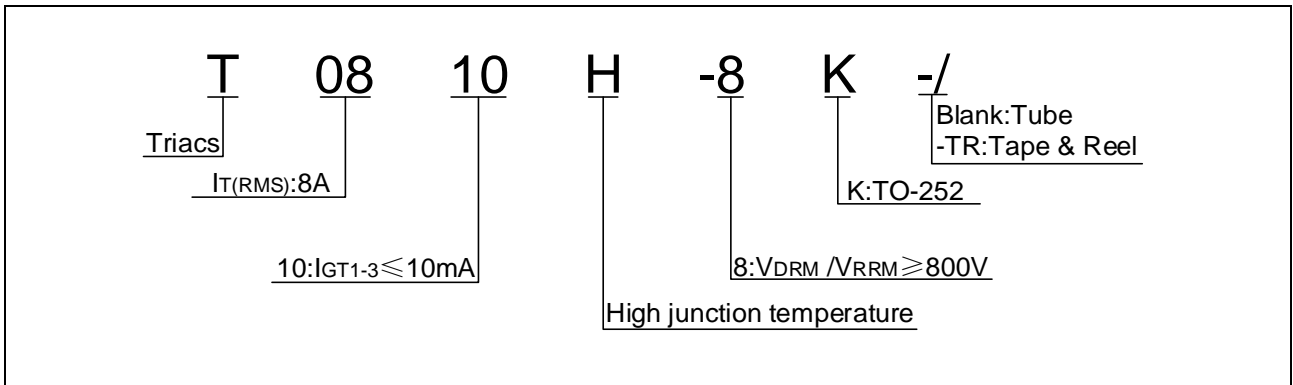 T 08 10 H -8 K -/
Blank:Tube
-TR:Tape & Reel
Triacs
IT(RMS):8A
K:TO-252
10:IGT1-3≤10mA
8:VDRM /VRRM≥800V
High junction temperature